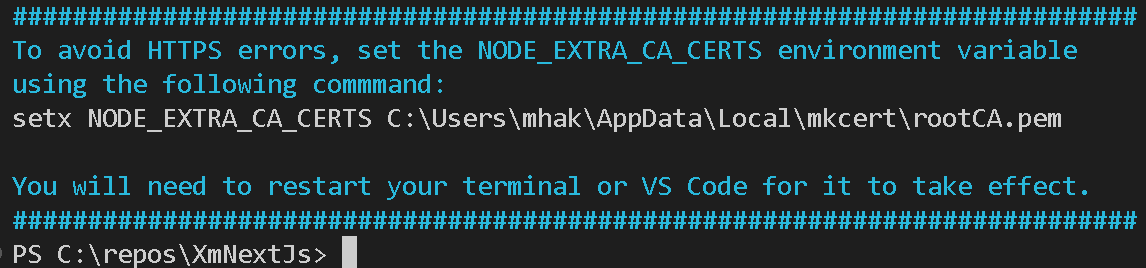 ###########################################################################
To avoid HTTPS errors, set the NODE_EXTRA_CA_CERTS environment variable
using the following commmand:
setx NODE_EXTRA_CA_CERTS C:\Users\mhak\AppData\Local\mkcert\rootCA.pem
You will need to restart your terminal or VS Code for it to take effect.
###########################################################################
PS C:\repos\XmNextJs>